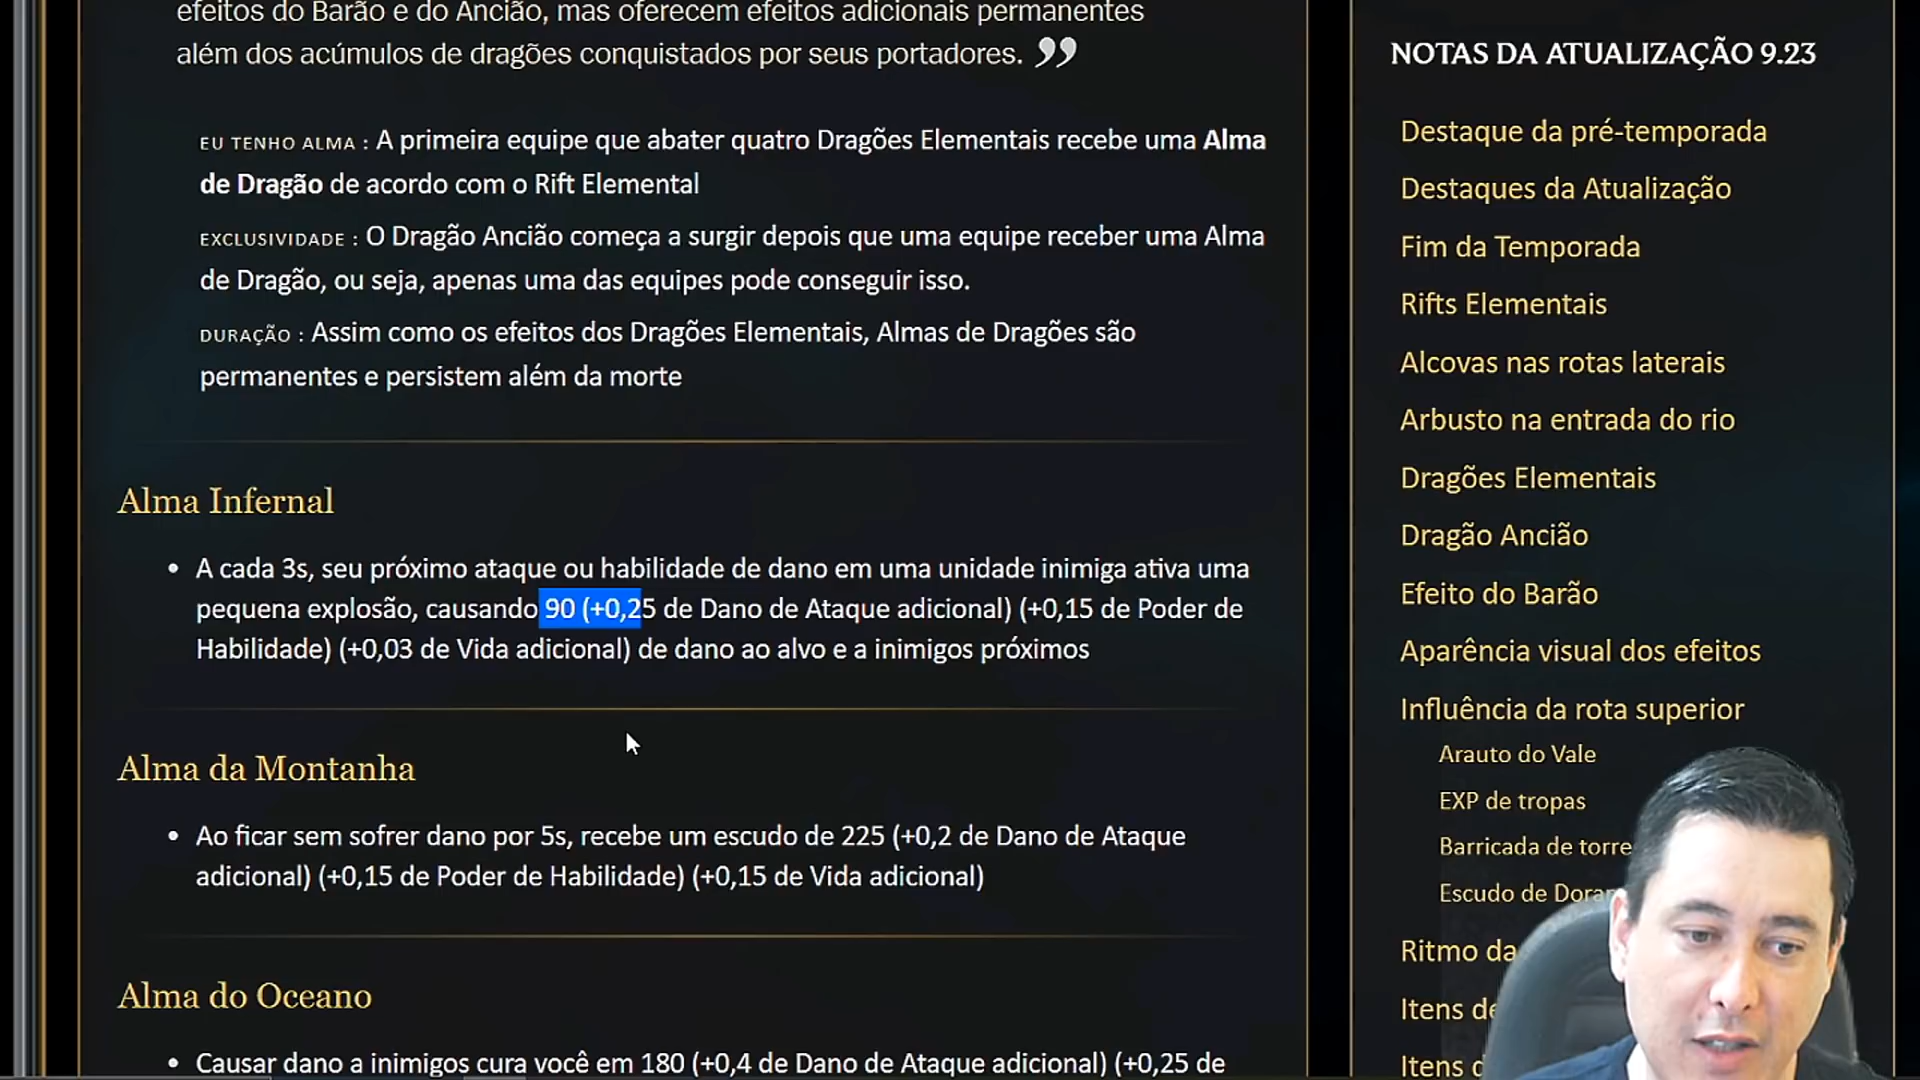 efeitos do Barão e do Ancião, mas oferecem efeitos adicionais permanentes
além dos acúmulos de dragões conquistados por seus portadores. ”
EU TENHO ALMA : A primeira equipe que abater quatro Dragões Elementais recebe uma Alma
de Dragão de acordo com o Rift Elemental
EXCLUSIVIDADE : O Dragão Ancião começa a surgir depois que uma equipe receber uma Alma
de Dragão, ou seja, apenas uma das equipes pode conseguir isso.
DURAÇÃO : Assim como os efeitos dos Dragões Elementais, Almas de Dragões são
permanentes e persistem além da morte
Alma Infernal
• A cada 3s, seu próximo ataque ou habilidade de dano em uma unidade inimiga ativa uma
pequena explosão, causando 90 (+0,25 de Dano de Ataque adicional) (+0,15 de Poder de
Habilidade) (+0,03 de Vida adicional) de dano ao alvo e a inimigos próximos
Alma da Montanha
• Ao ficar sem sofrer dano por 5s, recebe um escudo de 225 (+0,2 de Dano de Ataque
adicional) (+0,15 de Poder de Habilidade) (+0,15 de Vida adicional)
Alma do Oceano
• Causar dano a inimigos cura você em 180 (+0,4 de Dano de Ataque adicional) (+0,25 de
NOTAS DA ATUALIZAÇÃO 9.23
Destaque da pré-temporada
Destaques da Atualização
Fim da Temporada
Rifts Elementais
Alcovas nas rotas laterais
Arbusto na entrada do rio
Dragões Elementais
Dragão Ancião
Efeito do Barão
Aparência visual dos efeitos
Influência da rota superior
Arauto do Vale
EXP de tropas
Barricada de torre
Escudo de Doran
Ritmo da
Itens de
Itens d